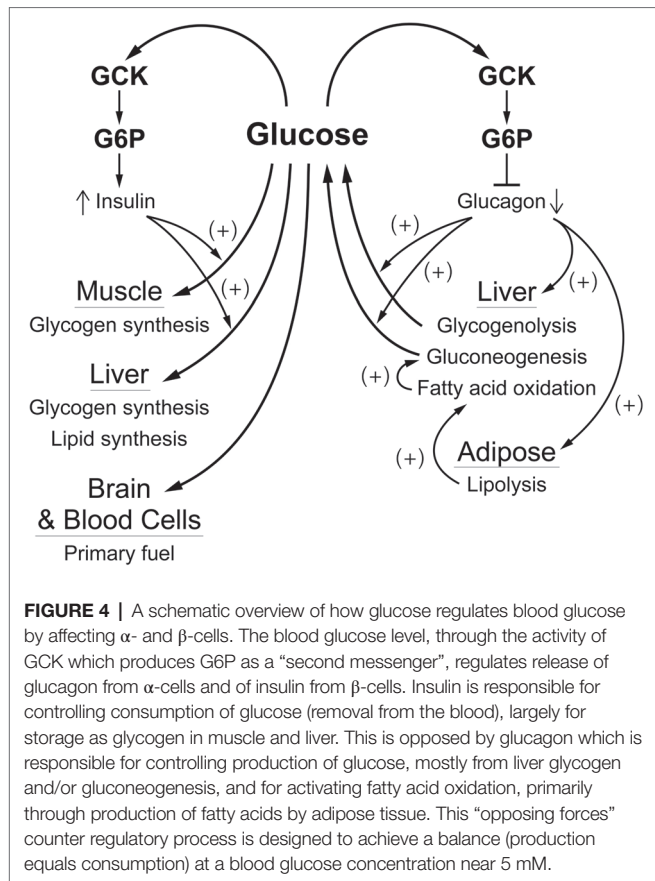 GCK
G6P
↑ Insulin
(+)
(+)
Muscle
Glycogen synthesis
Liver
Glycogen synthesis
Lipid synthesis
Brain
& Blood Cells
Primary fuel
Glucose
GCK
G6P
Glucagon ↓
(+)
(+)
(+)
Liver
Glycogenolysis
Gluconeogenesis
(+)
Fatty acid oxidation
(+)
(+)
Adipose
Lipolysis
FIGURE 4 | A schematic overview of how glucose regulates blood glucose
by affecting α- and β-cells. The blood glucose level, through the activity of
GCK which produces G6P as a “second messenger”, regulates release of
glucagon from α-cells and of insulin from β-cells. Insulin is responsible for
controlling consumption of glucose (removal from the blood), largely for
storage as glycogen in muscle and liver. This is opposed by glucagon which is
responsible for controlling production of glucose, mostly from liver glycogen
and/or gluconeogenesis, and for activating fatty acid oxidation, primarily
through production of fatty acids by adipose tissue. This “opposing forces”
counter regulatory process is designed to achieve a balance (production
equals consumption) at a blood glucose concentration near 5 mM.